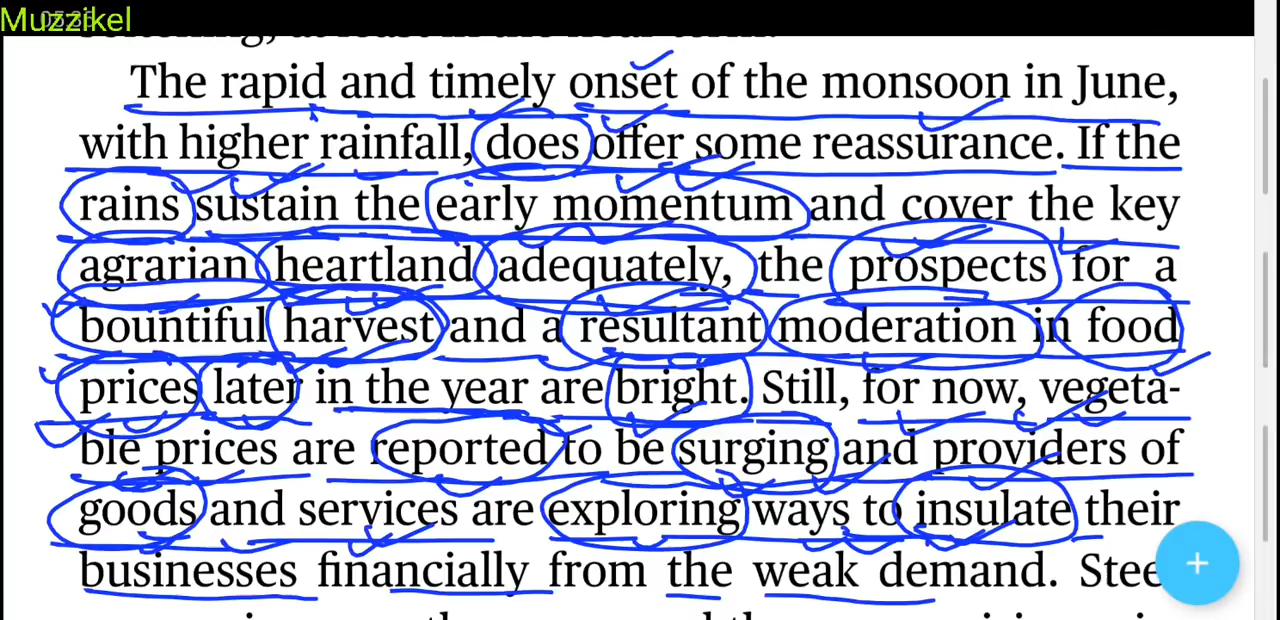 Muzzikel
The rapid and timely onset of the monsoon in June,
with higher rainfall, does offer some reassurance. If the
rains sustain the early momentum and cover the key
agrarian heartland adequately, the prospects for a
bountiful harvest and a resultant moderation in food
prices later in the year are bright. Still, for now, vegeta-
ble prices are reported to be surging and providers of
goods and services are exploring ways to insulate their
businesses financially from the weak demand.
+